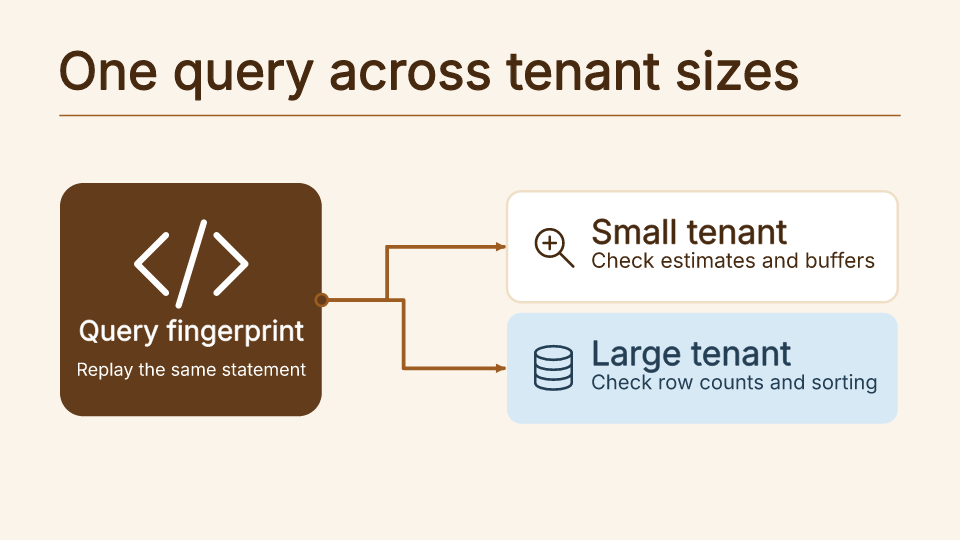 One query across tenant sizes
Query fingerprint
Replay the same statement
Small tenant
Check estimates and buffers
Large tenant
Check row counts and sorting